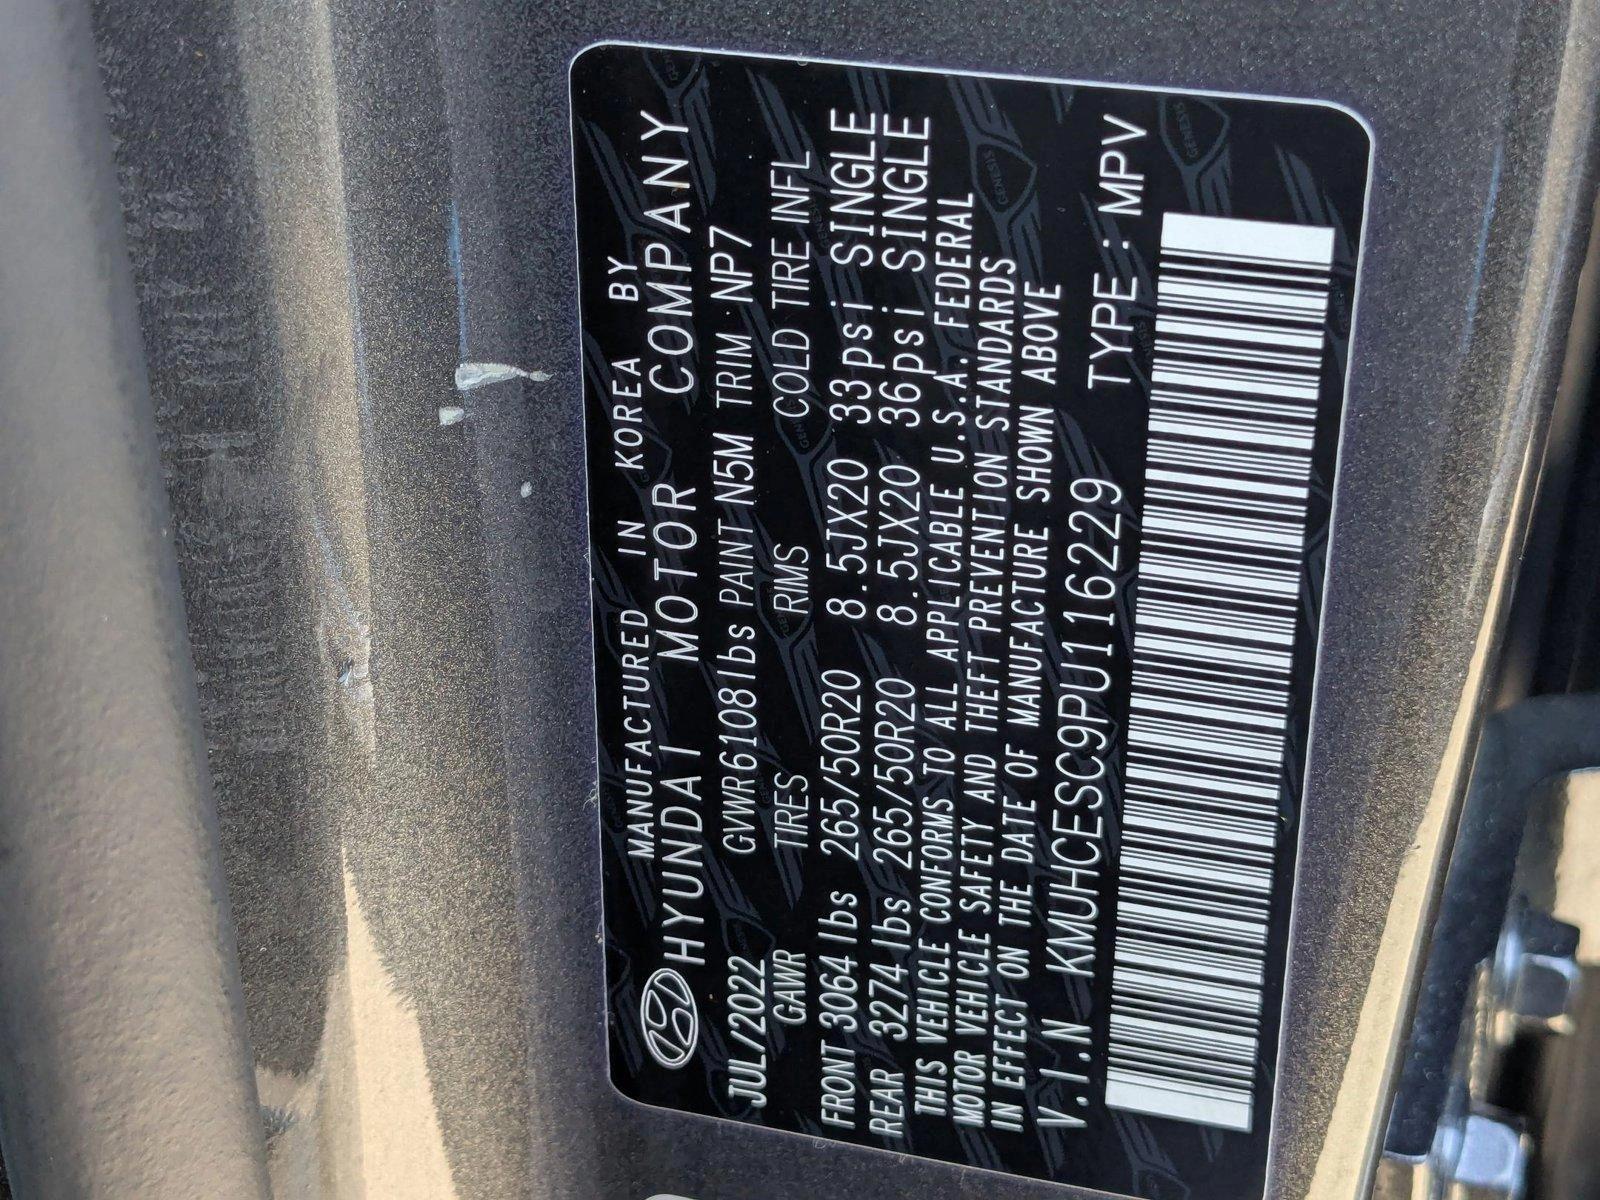 MANUFACTURED IN KOREA BY
HYUNDAI MOTOR COMPANY
JUL/2022 GVWR 6108 lbs PAINT N5M TRIM NP7
GAWR TIRES RIMS COLD TIRE INFL
FRONT 3064 lbs 265/50R20 8.5JX20 33psi SINGLE
REAR 3274 lbs 265/50R20 8.5JX20 36psi SINGLE
THIS VEHICLE CONFORMS TO ALL APPLICABLE U.S.A. FEDERAL
MOTOR VEHICLE SAFETY AND THEFT PREVENTION STANDARDS
IN EFFECT ON THE DATE OF MANUFACTURE SHOWN ABOVE
V.I.N KMUHCESC9PU116229 TYPE: MPV
GENESIS